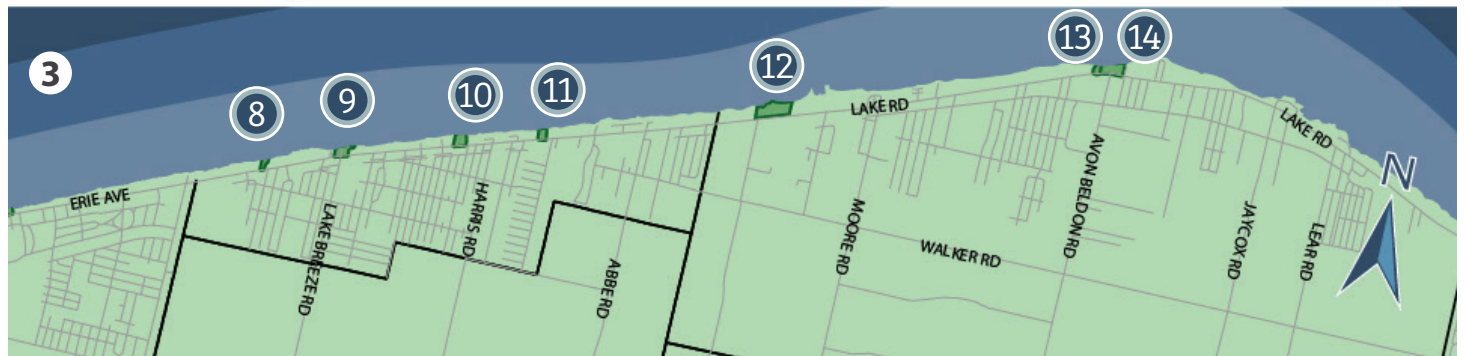 3
8
9
10
11
12
13
14
LAKE RD
LAKE RD
ERIE AVE
N
LAKE BREEZE RD
HARRIS RD
ABBE RD
MOORE RD
WALKER RD
AVON BELDON RD
JAYCOX RD
LEAR RD